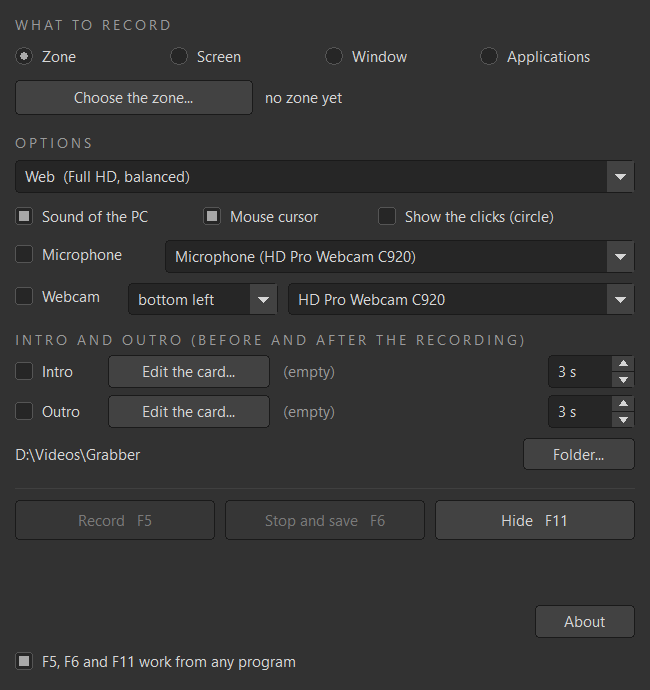 WHAT TO RECORD
Zone Screen Window Applications
Choose the zone... no zone yet
OPTIONS
Web (Full HD, balanced)
Sound of the PC Mouse cursor Show the clicks (circle)
Microphone Microphone (HD Pro Webcam C920)
Webcam bottom left HD Pro Webcam C920
INTRO AND OUTRO (BEFORE AND AFTER THE RECORDING)
Intro Edit the card... (empty) 3 s
Outro Edit the card... (empty) 3 s
D:\Videos\Grabber Folder...
Record F5 Stop and save F6 Hide F11
About
F5, F6 and F11 work from any program